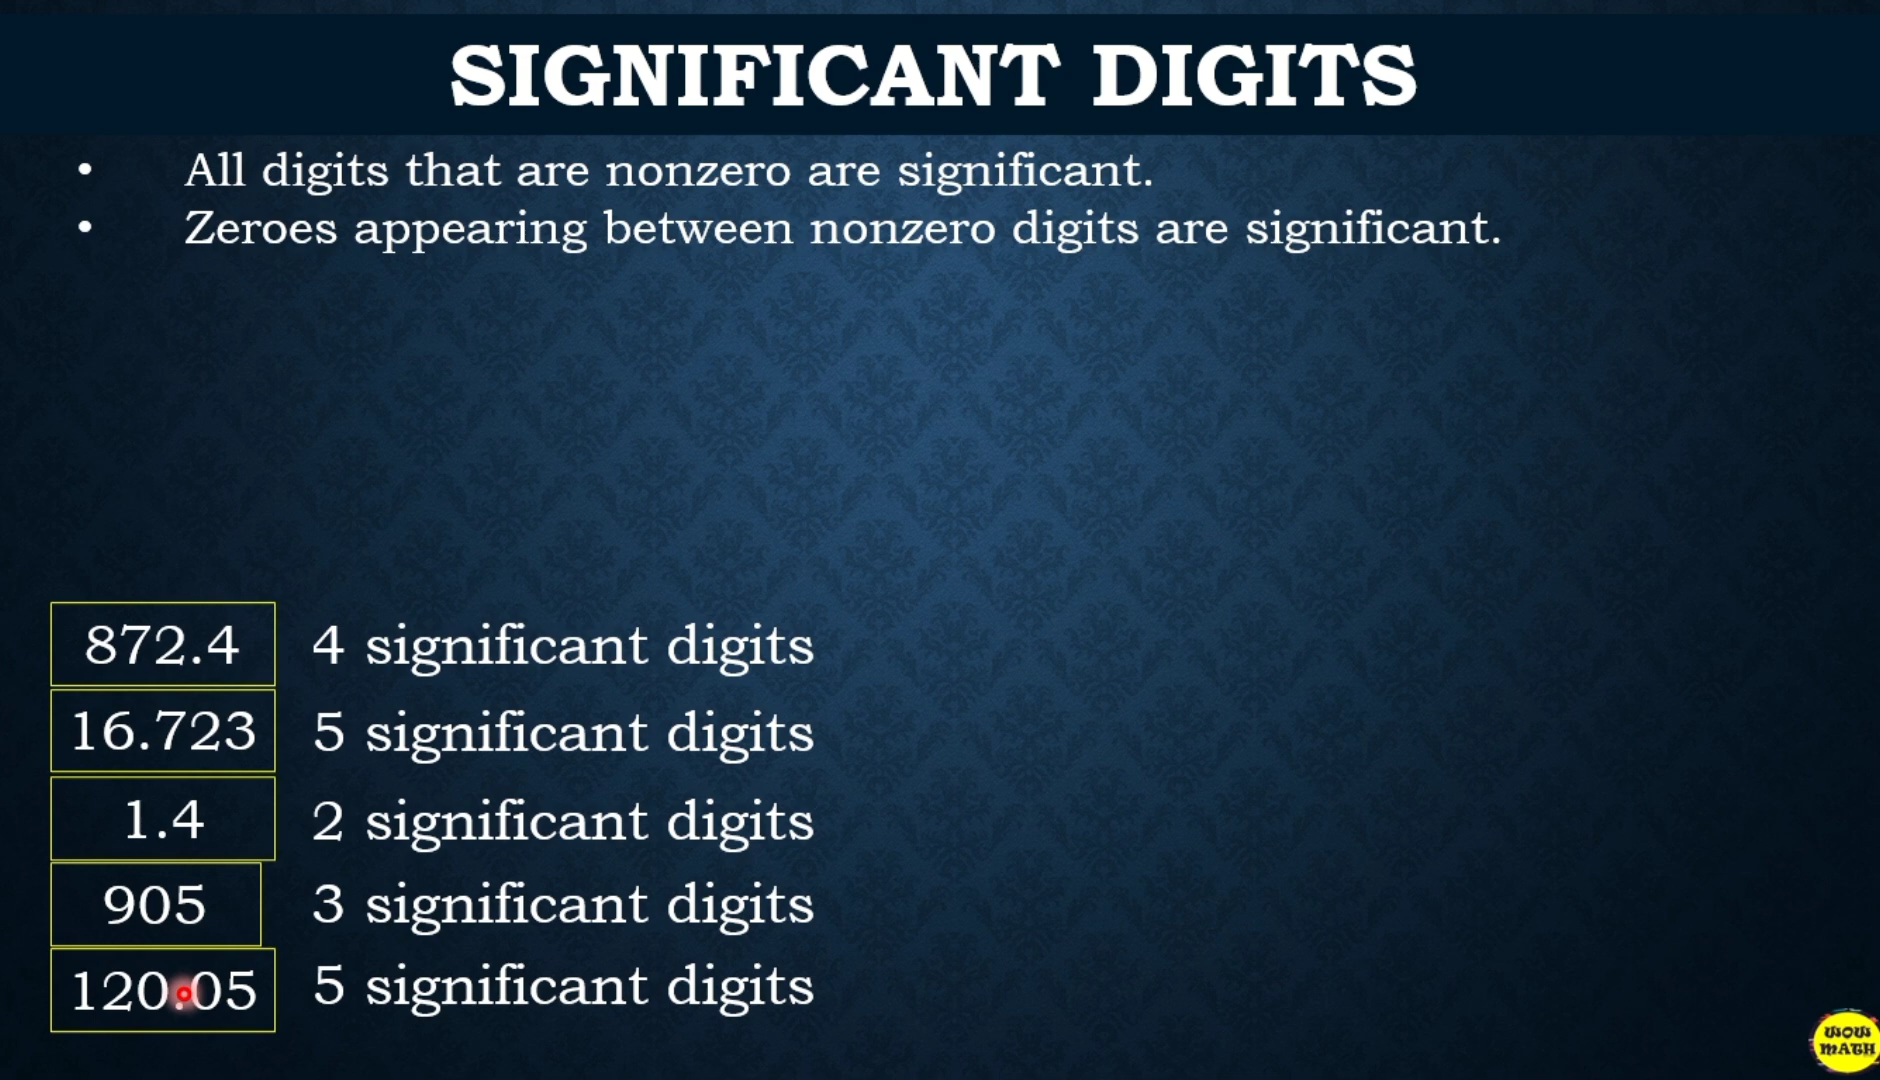 SIGNIFICANT DIGITS
• All digits that are nonzero are significant.
• Zeroes appearing between nonzero digits are significant.
872.4 4 significant digits
16.723 5 significant digits
1.4 2 significant digits
905 3 significant digits
120.05 5 significant digits
WOW
MATH